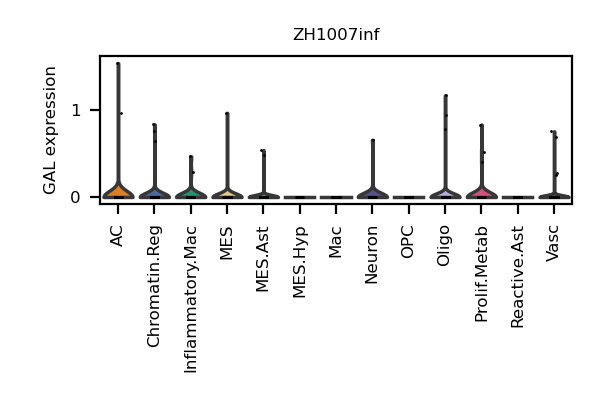 ZH1007inf
GAL expression
1
0
AC
Chromatin.Reg
Inflammatory.Mac
MES
MES.Ast
MES.Hyp
Mac
Neuron
OPC
Oligo
Prolif.Metab
Reactive.Ast
Vasc